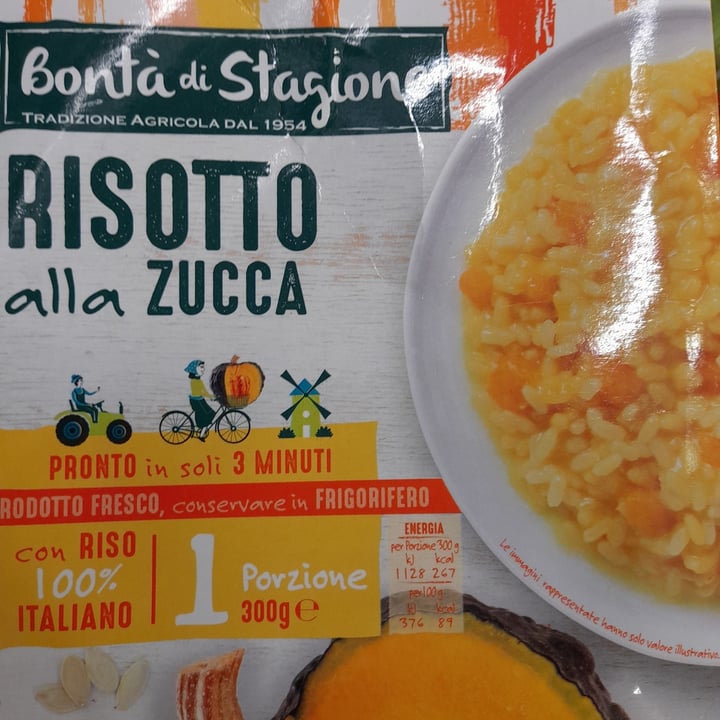 Bontà di Stagione
TRADIZIONE AGRICOLA DAL 1954
RISOTTO
alla ZUCCA
PRONTO in soli 3 MINUTI
RODOTTO FRESCO, conservare in FRIGORIFERO
con RISO
100%
ITALIANO
1 Porzione
300g e
ENERGIA
per Porzione 300g
kJ kcal
1128 267
per 100g
kJ kcal
376 89
Le immagini rappresentate hanno solo valore illustrativo.